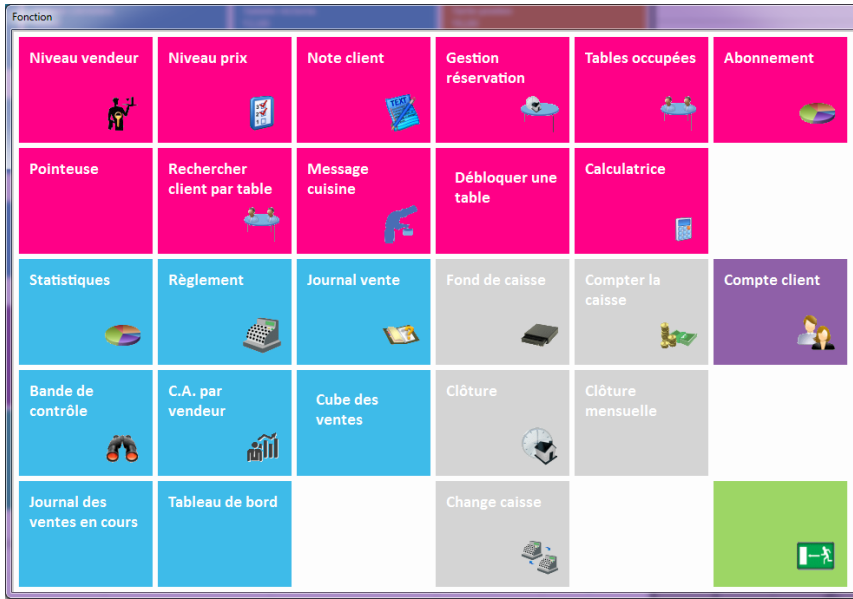 Fonction
Niveau vendeur
Niveau prix
Note client
Gestion
réservation
Tables occupées
Abonnement
Pointeuse
Rechercher
client par table
Message
cuisine
Débloquer une
table
Calculatrice
Statistiques
Règlement
Journal vente
Fond de caisse
Compter la
caisse
Compte client
Bande de
contrôle
C.A. par
vendeur
Cube des
ventes
Clôture
Clôture
mensuelle
Journal des
ventes en cours
Tableau de bord
Change caisse